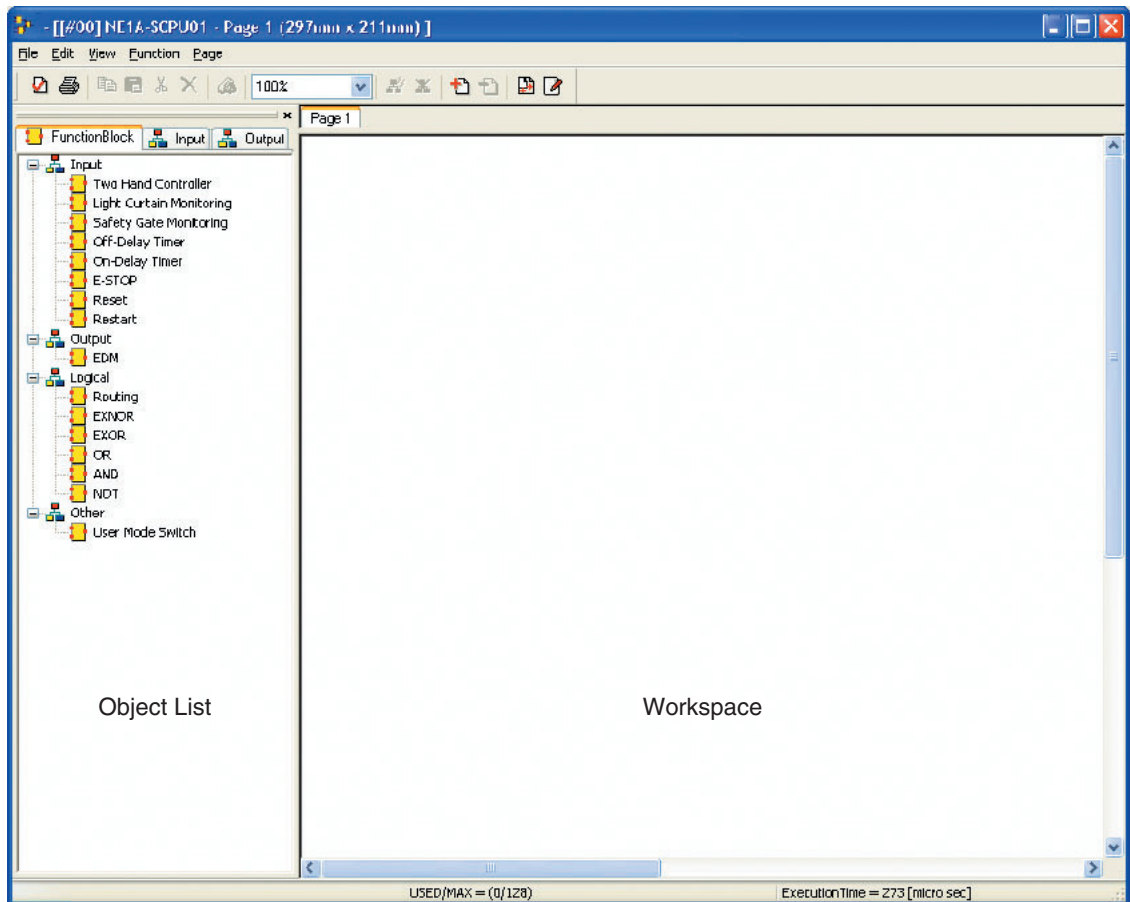 - [[#00] NE1A-SCPU01 - Page 1 (297mm x 211mm) ]
File Edit View Function Page
100%
Page 1
FunctionBlock Input Output
Input
Two Hand Controller
Light Curtain Monitoring
Safety Gate Monitoring
Off-Delay Timer
On-Delay Timer
E-STOP
Reset
Restart
Output
EDM
Logical
Routing
EXNOR
EXOR
OR
AND
NOT
Other
User Mode Switch
Object List
Workspace
USED/MAX = (0/128)
ExecutionTime = 273 [micro sec]